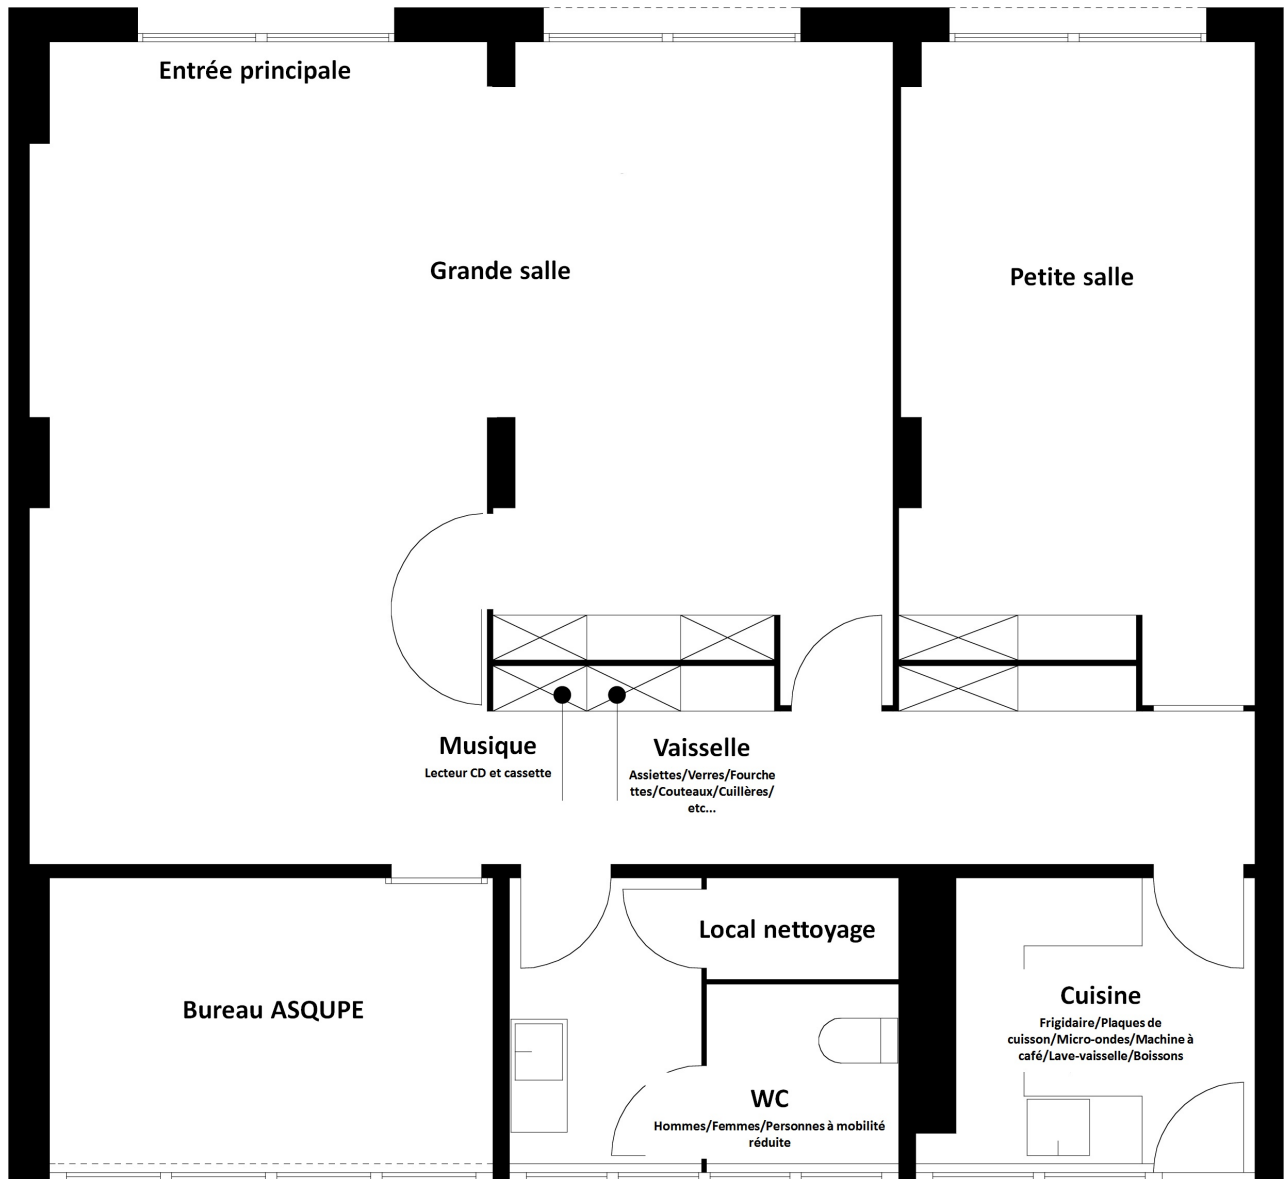 Entrée principale
Grande salle
Petite salle
Musique
Lecteur CD et cassette
Vaisselle
Assiettes/Verres/Fourche
ttes/Couteaux/Cuillères/
etc...
Local nettoyage
Bureau ASQUPE
Cuisine
Frigidaire/Plaques de
cuisson/Micro-ondes/Machine à
café/Lave-vaisselle/Boissons
WC
Hommes/Femmes/Personnes à mobilité
réduite